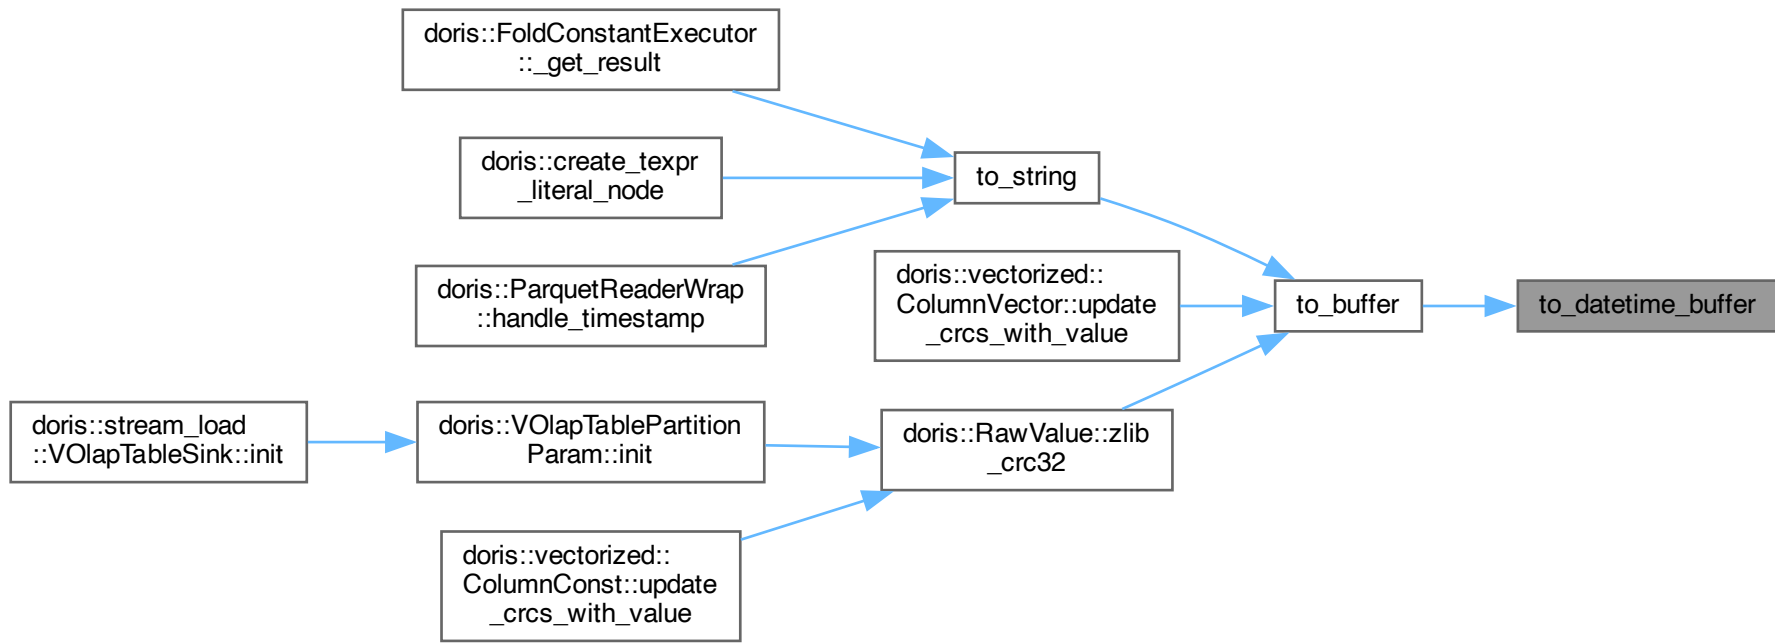 doris::FoldConstantExecutor
::_get_result
doris::create_texpr
_literal_node
to_string
doris::ParquetReaderWrap
::handle_timestamp
doris::vectorized::
ColumnVector::update
_crcs_with_value
to_buffer
to_datetime_buffer
doris::stream_load
::VOlapTableSink::init
doris::VOlapTablePartition
Param::init
doris::RawValue::zlib
_crc32
doris::vectorized::
ColumnConst::update
_crcs_with_value